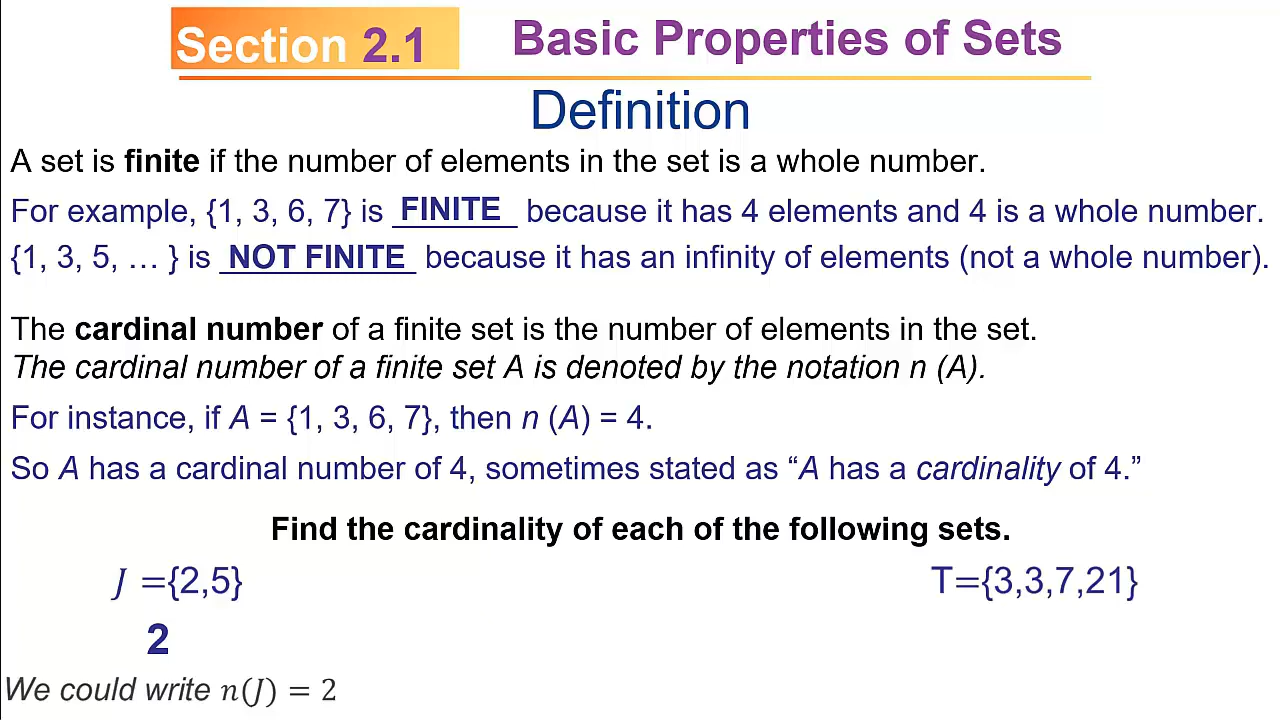 Section 2.1
Basic Properties of Sets
Definition
A set is finite if the number of elements in the set is a whole number.
For example, {1, 3, 6, 7} is FINITE because it has 4 elements and 4 is a whole number.
{1, 3, 5, … } is NOT FINITE because it has an infinity of elements (not a whole number).
The cardinal number of a finite set is the number of elements in the set.
The cardinal number of a finite set A is denoted by the notation n (A).
For instance, if A = {1, 3, 6, 7}, then n (A) = 4.
So A has a cardinal number of 4, sometimes stated as “A has a cardinality of 4.”
Find the cardinality of each of the following sets.
J ={2,5}
T={3,3,7,21}
2
We could write n(J) = 2